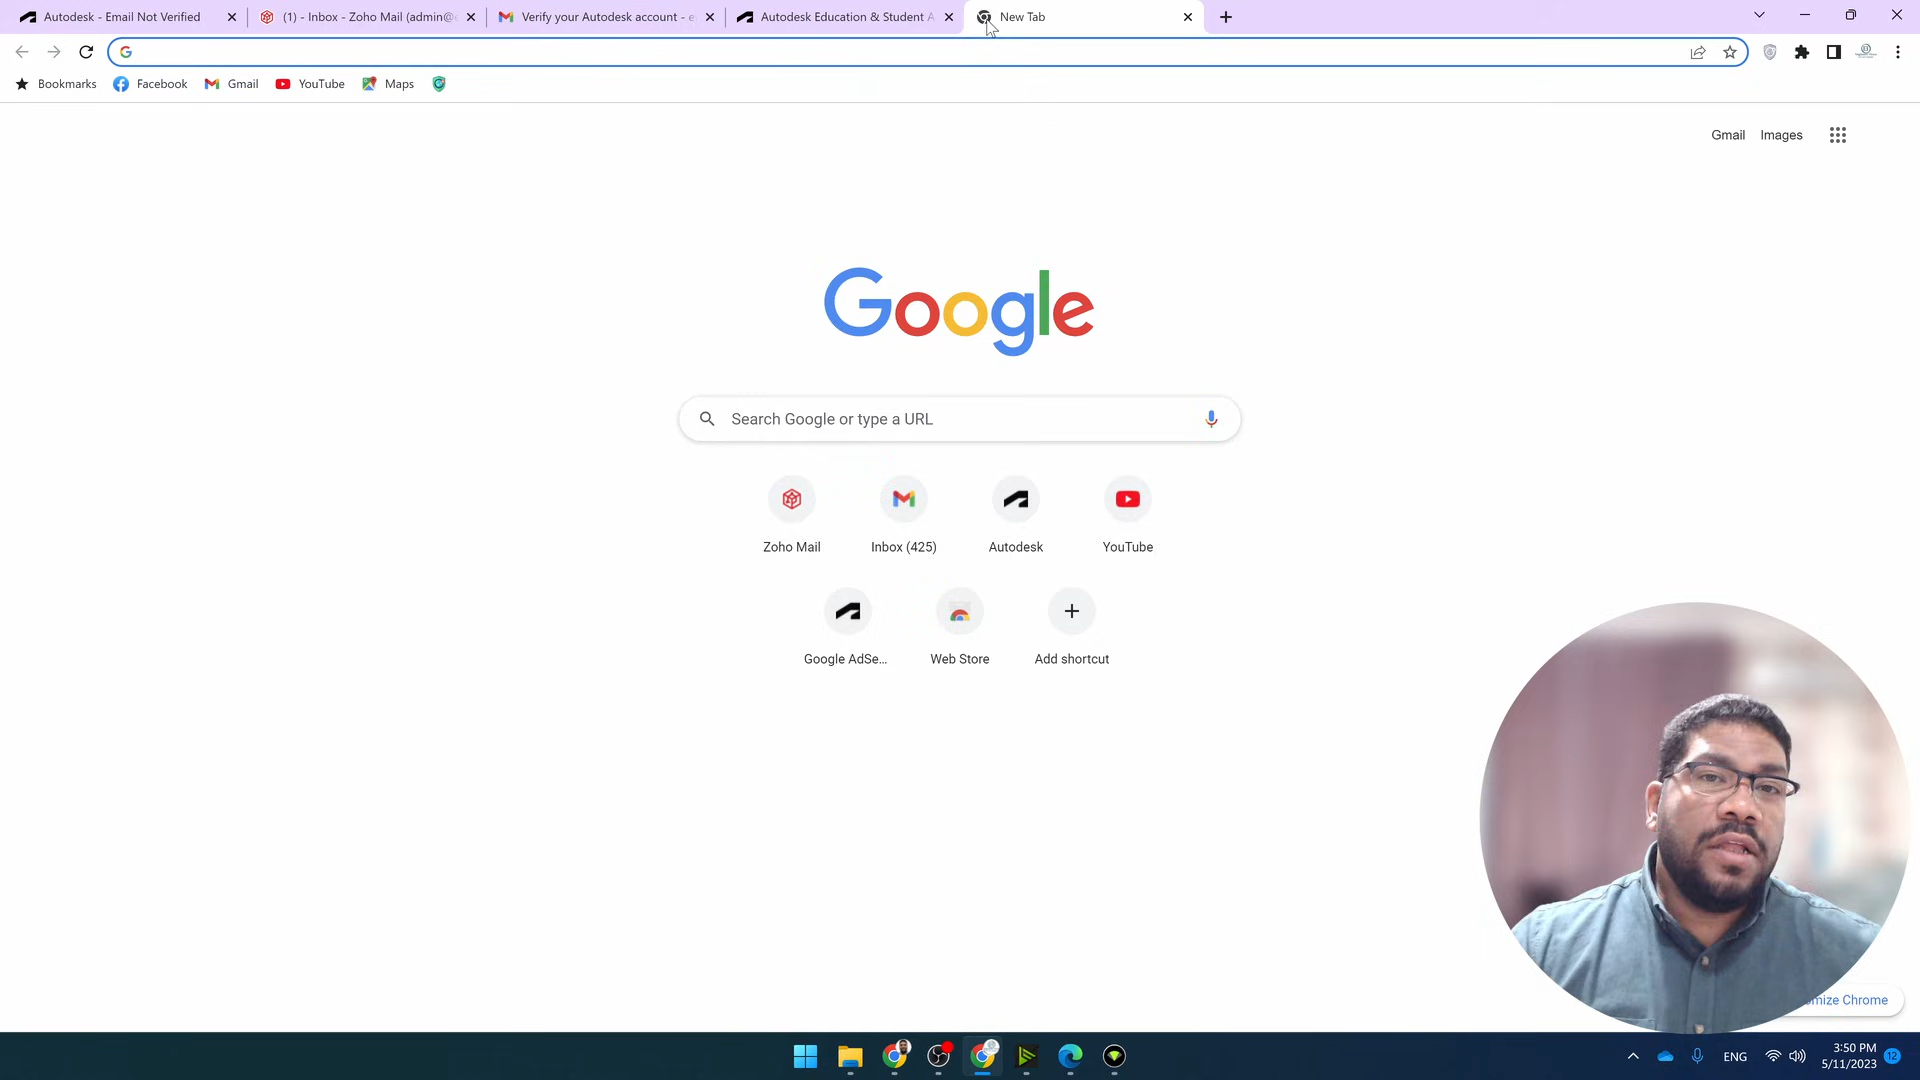 Autodesk - Email Not Verified
(1) - Inbox - Zoho Mail (admin@
Verify your Autodesk account - e
Autodesk Education & Student A
New Tab
Bookmarks
Facebook
Gmail
YouTube
Maps
Gmail
Images
Google
Search Google or type a URL
Zoho Mail
Inbox (425)
Autodesk
YouTube
Google AdSe...
Web Store
Add shortcut
mize Chrome
ENG
3:50 PM
5/11/2023
12